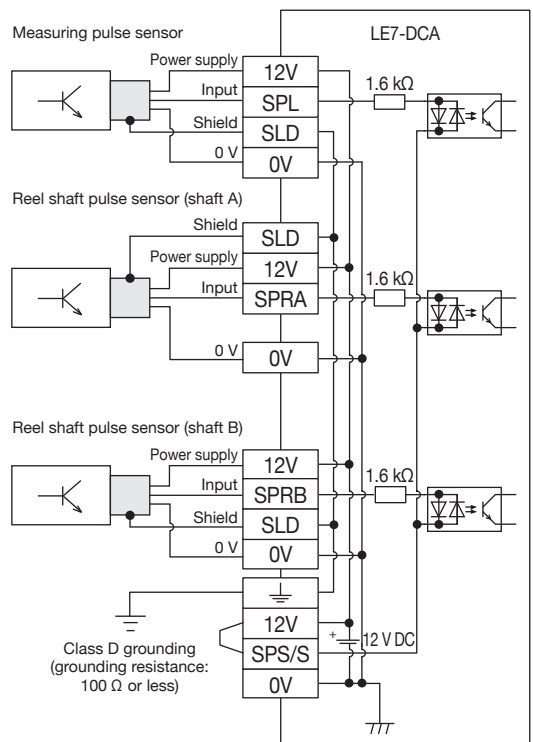 Measuring pulse sensor
LE7-DCA
Power supply
12V
1.6 kΩ
Input
SPL
Shield
SLD
0 V
0V
Reel shaft pulse sensor (shaft A)
Shield
SLD
Power supply
12V
1.6 kΩ
Input
SPRA
0 V
0V
Reel shaft pulse sensor (shaft B)
Power supply
12V
1.6 kΩ
Input
SPRB
Shield
SLD
0 V
0V
12V
+
12 V DC
SPS/S
0V
Class D grounding
(grounding resistance:
100 Ω or less)